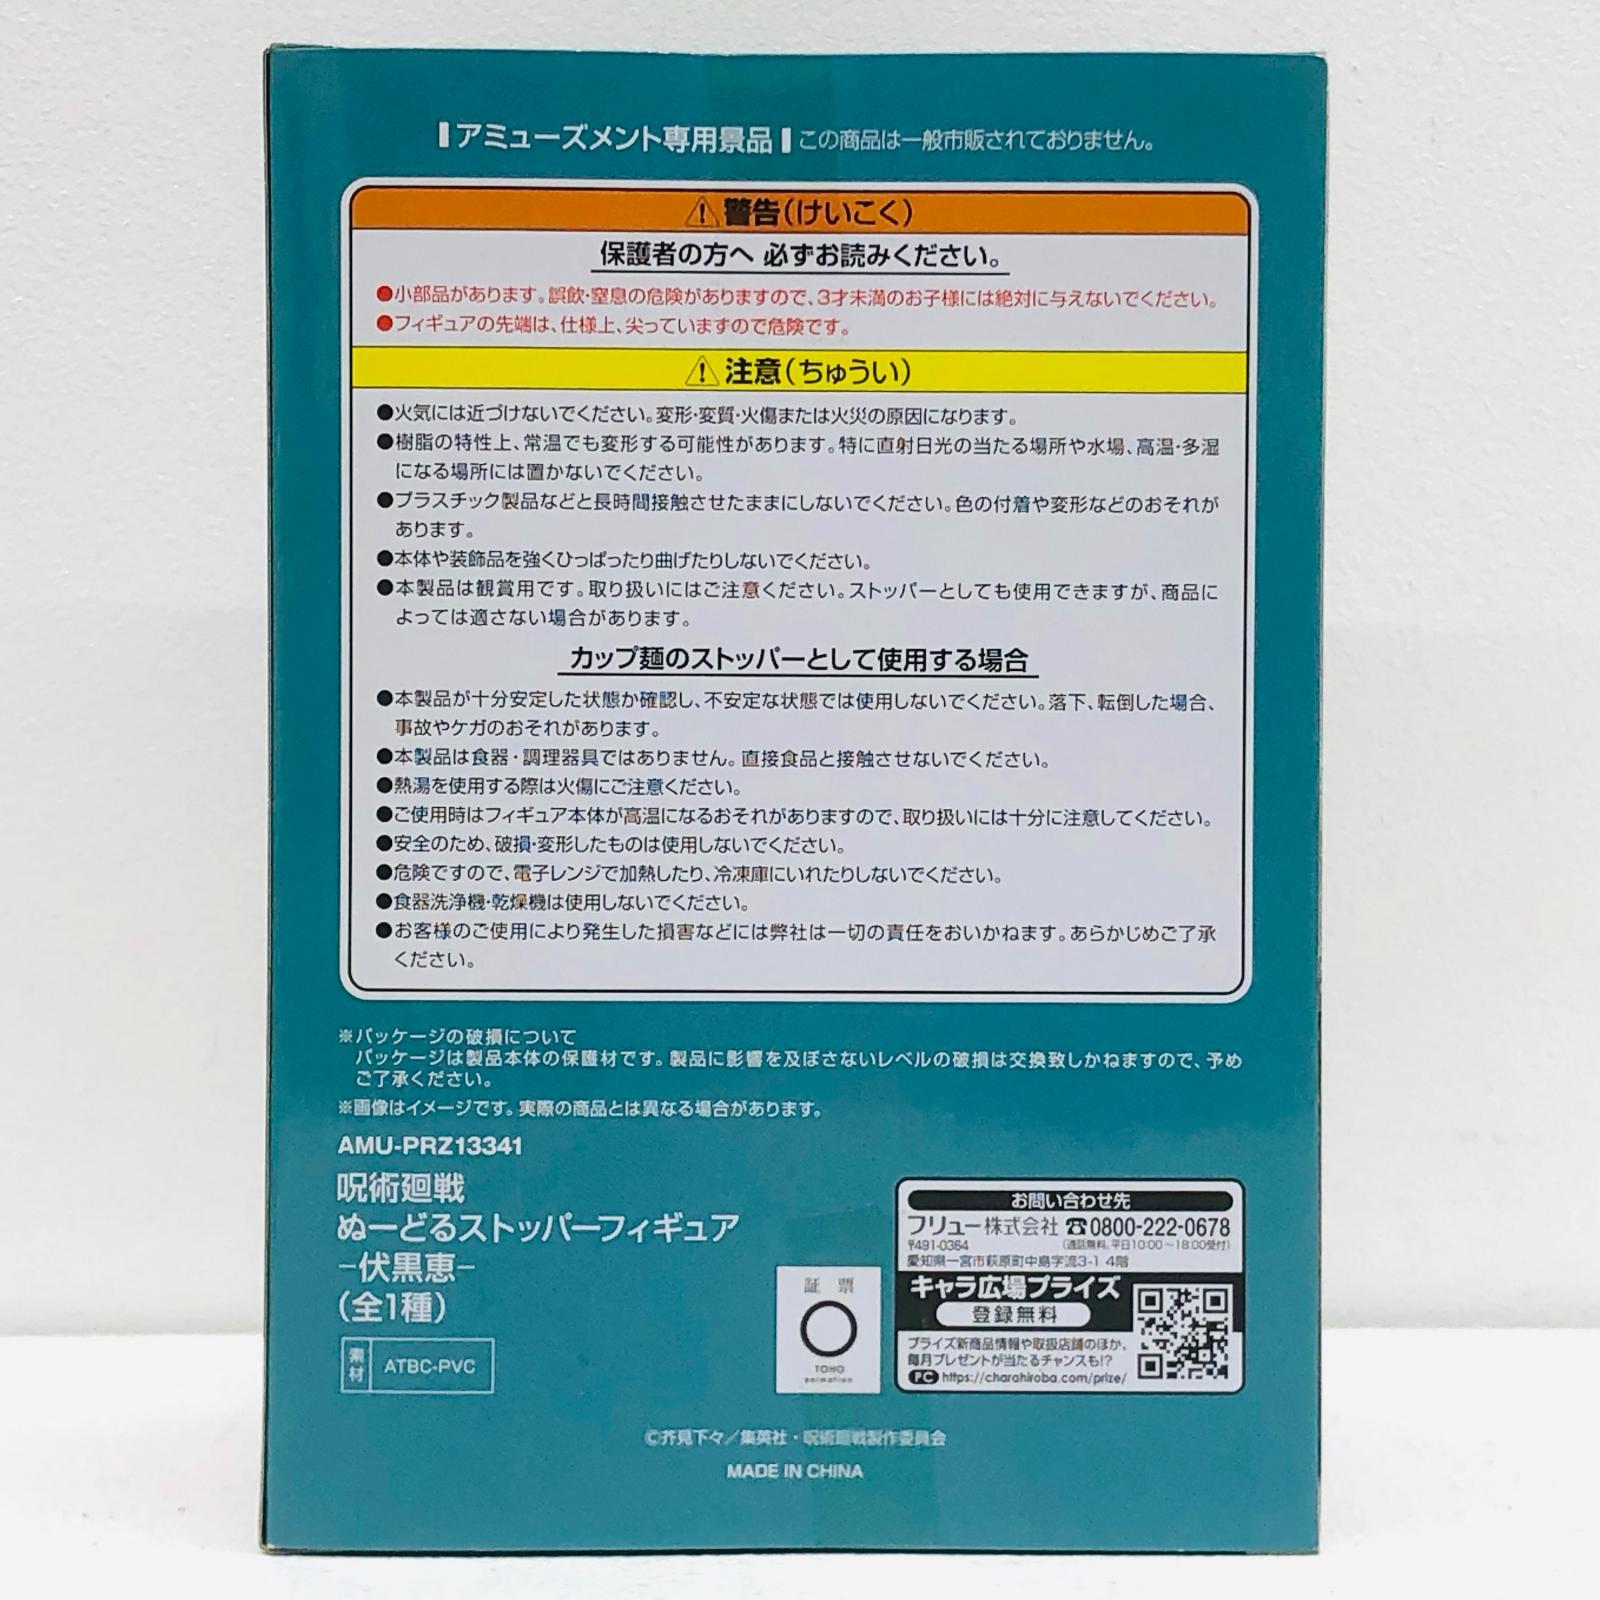 アミューズメント専用景品 この商品は一般市販されておりません。
⚠警告(けいこく)
保護者の方へ 必ずお読みください。
●小部品があります。誤飲・窒息の危険がありますので、3才未満のお子様には絶対に与えないでください。
●フィギュアの先端は、仕様上、尖っていますので危険です。
⚠注意(ちゅうい)
●火気には近づけないでください。変形・変質・火傷または火災の原因になります。
●樹脂の特性上、常温でも変形する可能性があります。特に直射日光の当たる場所や水場、高温・多湿
になる場所には置かないでください。
●プラスチック製品などと長時間接触させたままにしないでください。色の付着や変形などのおそれが
あります。
●本体や装飾品を強くひっぱったり曲げたりしないでください。
●本製品は観賞用です。取り扱いにはご注意ください。ストッパーとしても使用できますが、商品に
よっては適さない場合があります。
カップ麺のストッパーとして使用する場合
●本製品が十分安定した状態か確認し、不安定な状態では使用しないでください。落下、転倒した場合、
事故やケガのおそれがあります。
●本製品は食器・調理器具ではありません。直接食品と接触させないでください。
●熱湯を使用する際は火傷にご注意ください。
●ご使用時はフィギュア本体が高温になるおそれがありますので、取り扱いには十分に注意してください。
●安全のため、破損・変形したものは使用しないでください。
●危険ですので、電子レンジで加熱したり、冷凍庫にいれたりしないでください。
●食器洗浄機・乾燥機は使用しないでください。
●お客様のご使用により発生した損害などには弊社は一切の責任をおいかねます。あらかじめご了承
ください。
※パッケージの破損について
パッケージは製品本体の保護材です。製品に影響を及ぼさないレベルの破損は交換致しかねますので、予め
ご了承ください。
※画像はイメージです。実際の商品とは異なる場合があります。
AMU-PRZ13341
呪術廻戦
ぬーどるストッパーフィギュア
-伏黒恵-
(全1種)
素材 ATBC-PVC
証票
TOHO
animation
お問い合わせ先
フリュー株式会社 ☎0800-222-0678
〒491-0364 (通話無料、平日10:00〜18:00受付)
愛知県一宮市萩原町中島字流3-1 4階
キャラ広場プライズ
登録無料
プライズ新商品情報や取扱店舗のほか、
毎月プレゼントが当たるチャンスも!?
PC https://charahiroba.com/prize/
©芥見下々/集英社・呪術廻戦製作委員会
MADE IN CHINA